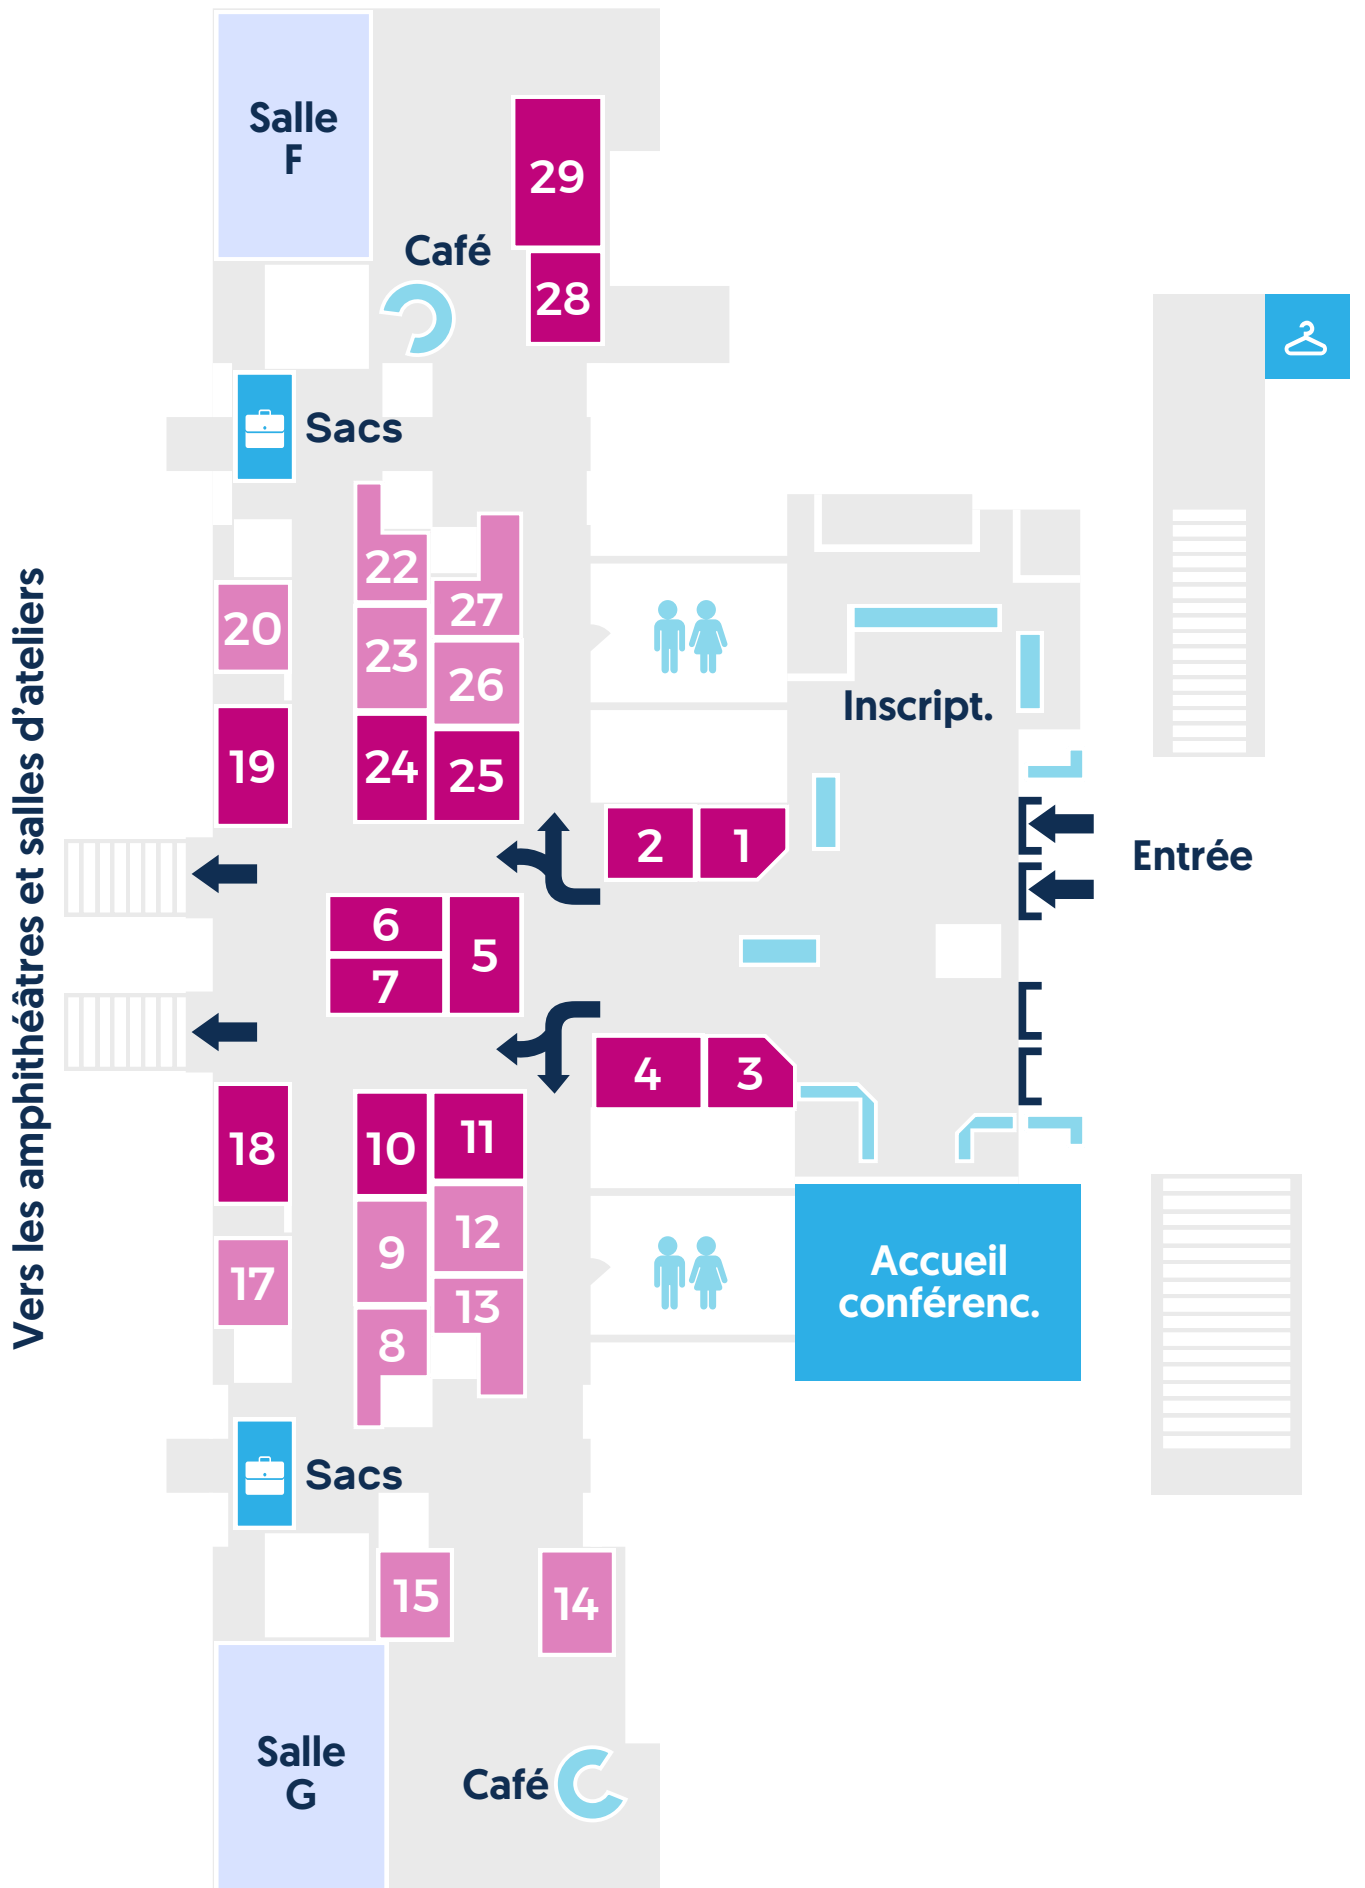 Salle
F
29
Café
28
Sacs
22
27
20
23
26
Inscript.
19
24
25
2
1
Entrée
6
5
7
4
3
18
10
11
9
12
17
13
8
Accueil
conférenc.
Sacs
15
14
Salle
G
Café
Vers les amphithéâtres et salles d’ateliers